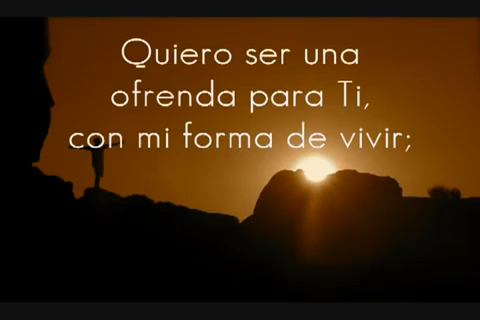 Quiero ser una
ofrenda para Ti,
con mi forma de vivir;